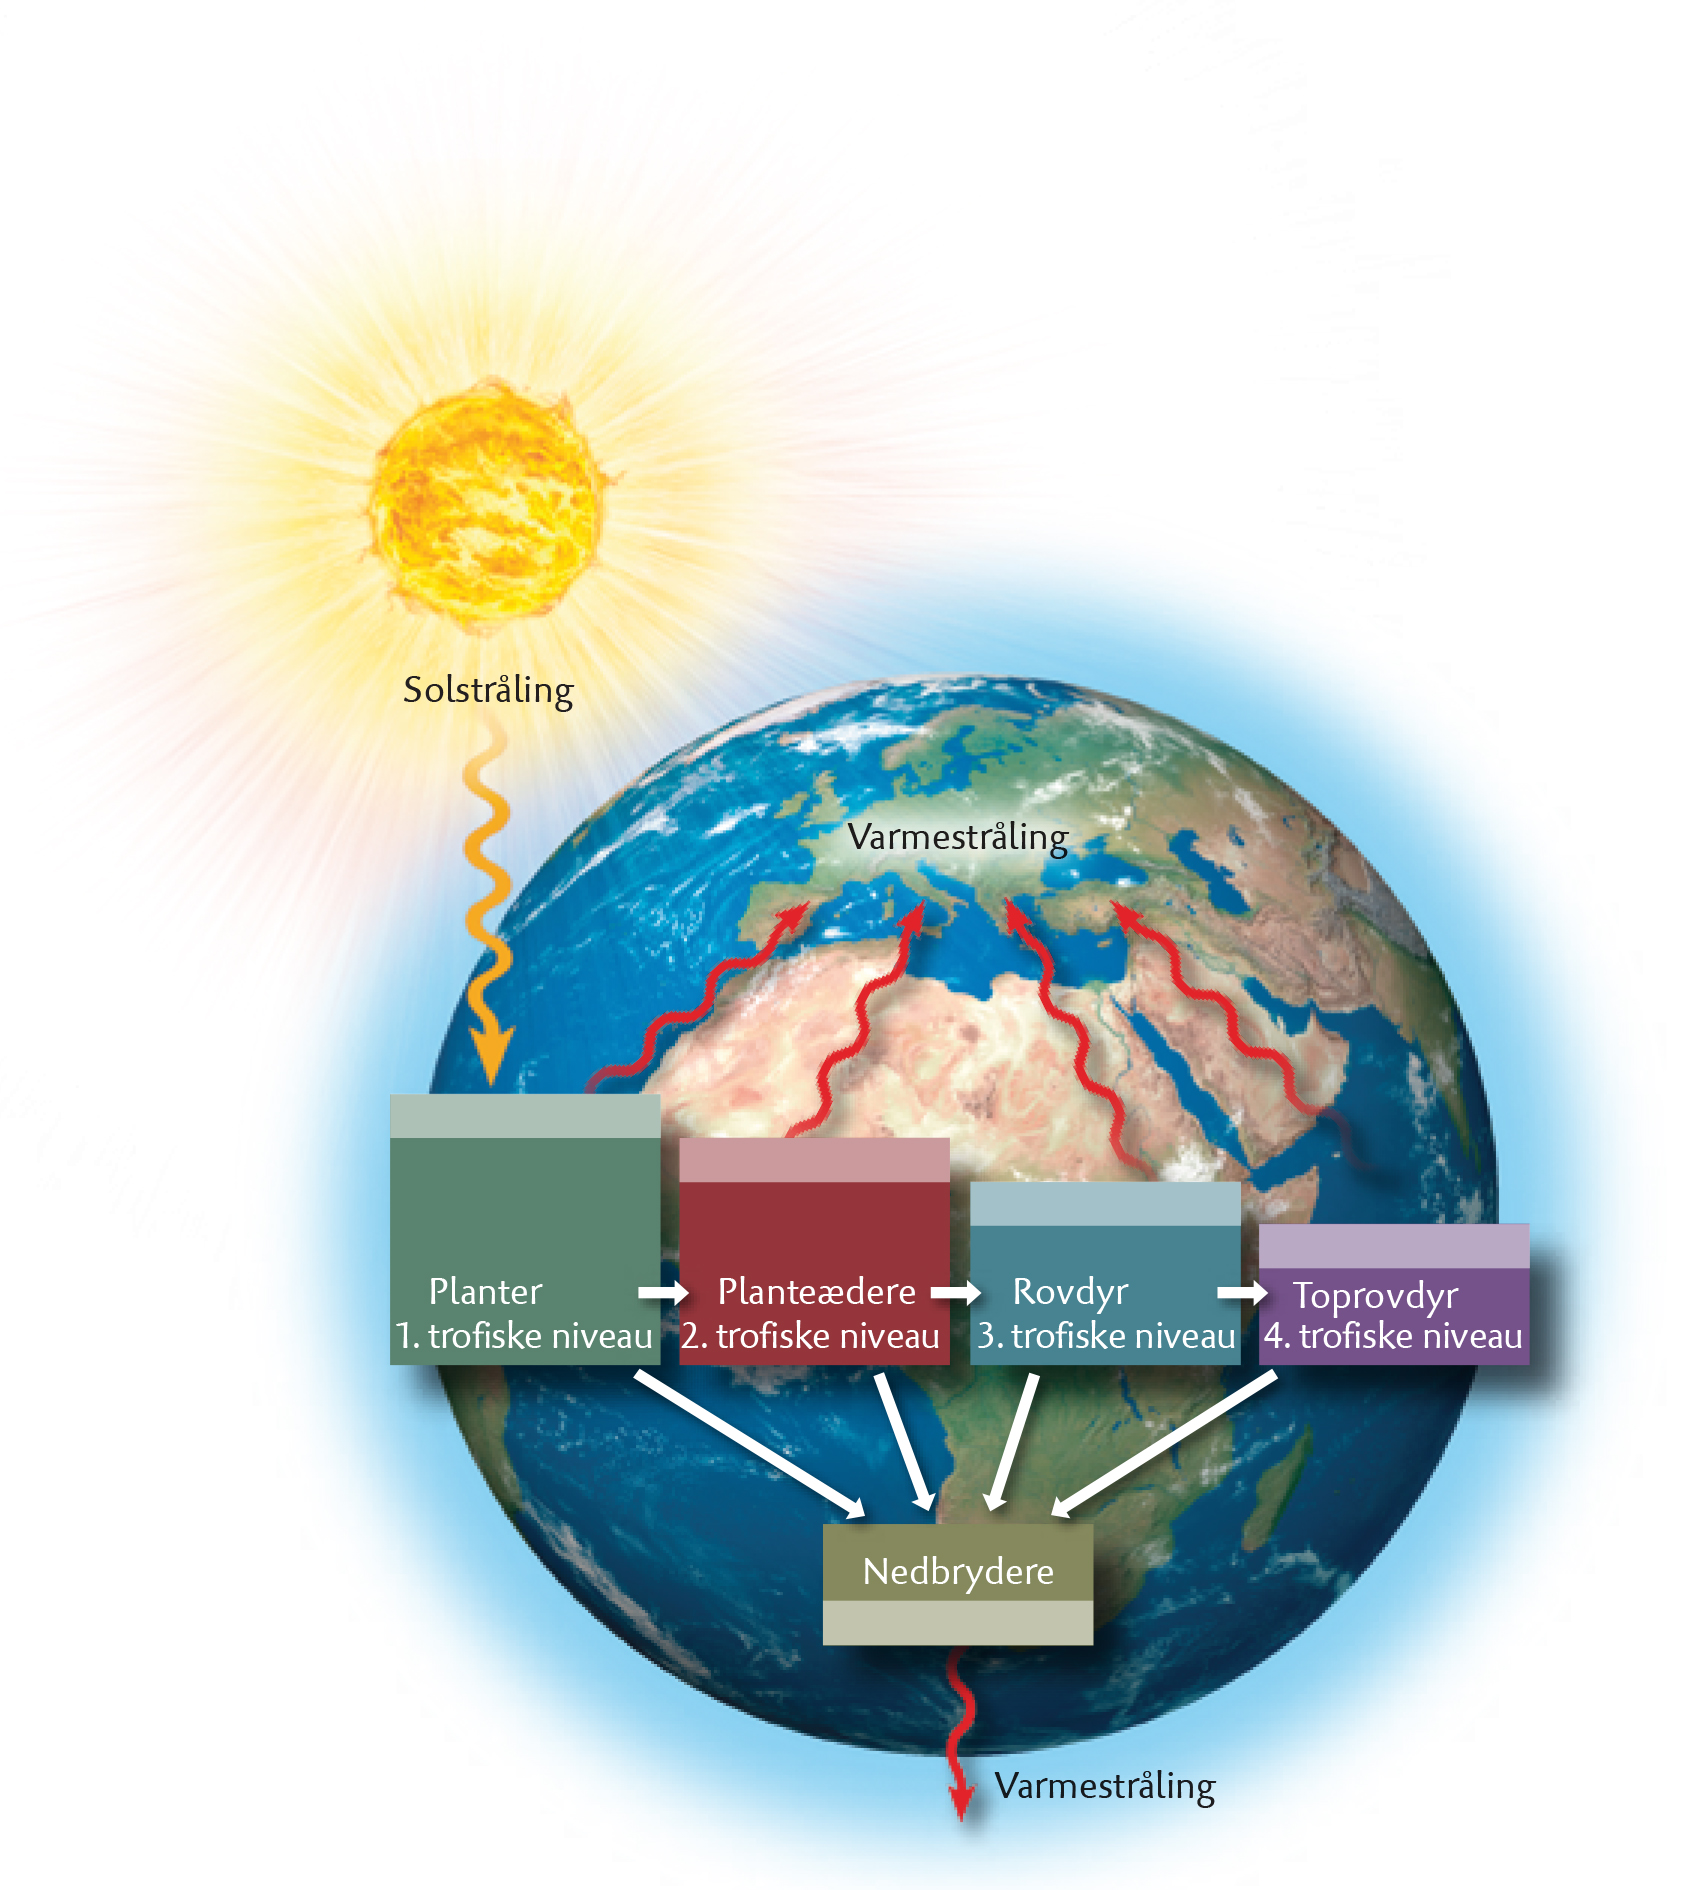 Solstråling
Varmestråling
Planter
1. trofiske niveau
Planteædere
2. trofiske niveau
Rovdyr
3. trofiske niveau
Toprovdyr
4. trofiske niveau
Nedbrydere
Varmestråling